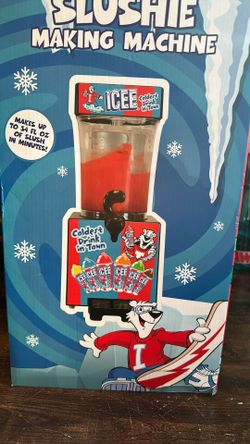 SLUSHIE
MAKING MACHINE
ICEE
Coldest
Drink
in Town
MAKES UP
TO 34 FL OZ
OF SLUSH
IN MINUTES!
Coldest
Drink
in Town
ICEE ICEE ICEE ICEE
I